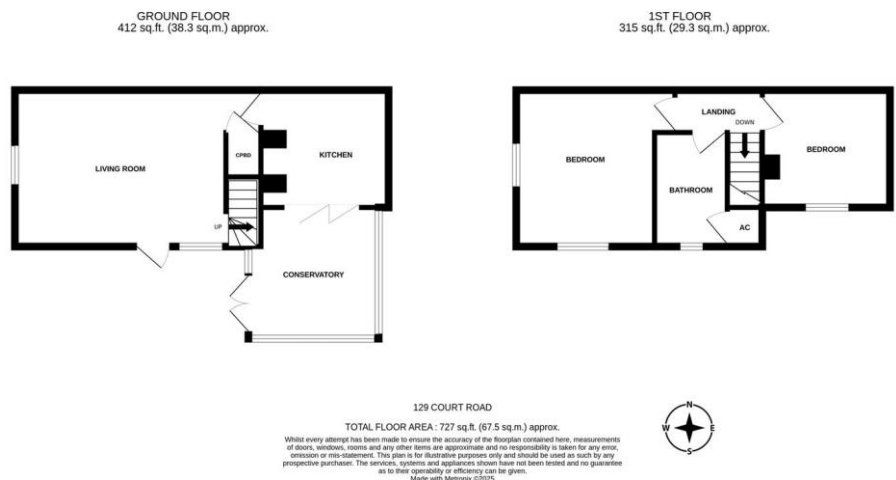 GROUND FLOOR
412 sq.ft. (38.3 sq.m.) approx.
1ST FLOOR
315 sq.ft. (29.3 sq.m.) approx.
LIVING ROOM
CPBD
KITCHEN
UP
CONSERVATORY
LANDING
DOWN
BEDROOM
BATHROOM
BEDROOM
AC
129 COURT ROAD
TOTAL FLOOR AREA : 727 sq.ft. (67.5 sq.m.) approx.
Whilst every attempt has been made to ensure the accuracy of the floorplan contained here, measurements
of doors, windows, rooms and any other items are approximate and no responsibility is taken for any error,
omission or mis-statement. This plan is for illustrative purposes only and should be used as such by any
prospective purchaser. The services, systems and appliances shown have not been tested and no guarantee
as to their operability or efficiency can be given.
Made with Metropix ©2025
N
W E
S